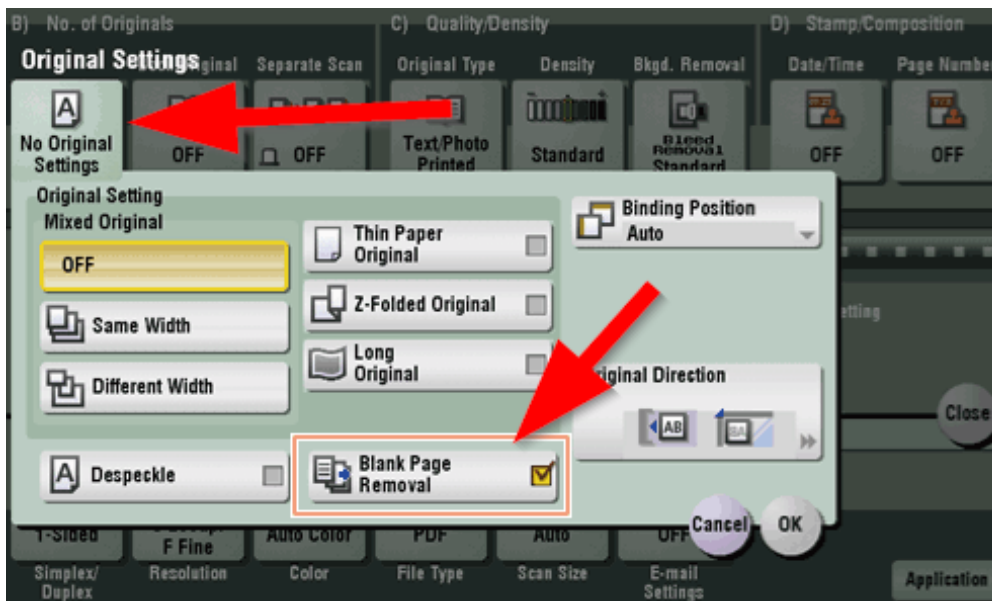 B) No. of Originals
C) Quality/Density
D) Stamp/Composition
Original Settings
Separate Scan
Original Type
Density
Bkgd. Removal
Date/Time
Page Numbe
No Original
Settings
OFF
OFF
Text/Photo
Printed
Standard
Bleed
Removal
Standard
OFF
OFF
Original Setting
Mixed Original
OFF
Same Width
Different Width
Thin Paper
Original
Z-Folded Original
Long
Original
Binding Position
Auto
etting
iginal Direction
AB
Close
Despeckle
Blank Page
Removal
Cancel
OK
1-Sided
F Fine
Auto Color
PDF
Auto
OFF
Simplex/
Duplex
Resolution
Color
File Type
Scan Size
E-mail
Settings
Application